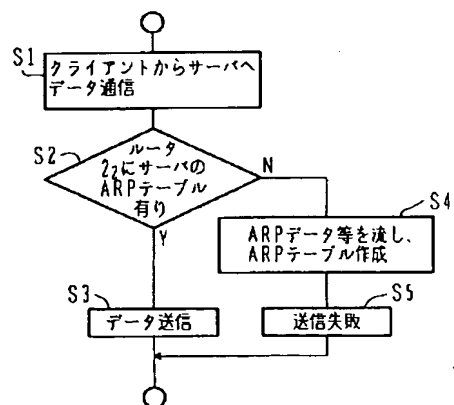 S1
クライアントからサーバへ
データ通信
S2
ルータ
2₂にサーバの
ARPテーブル
有り
N
Y
S4
ARPデータ等を流し、
ARPテーブル作成
S3
データ送信
S5
送信失敗